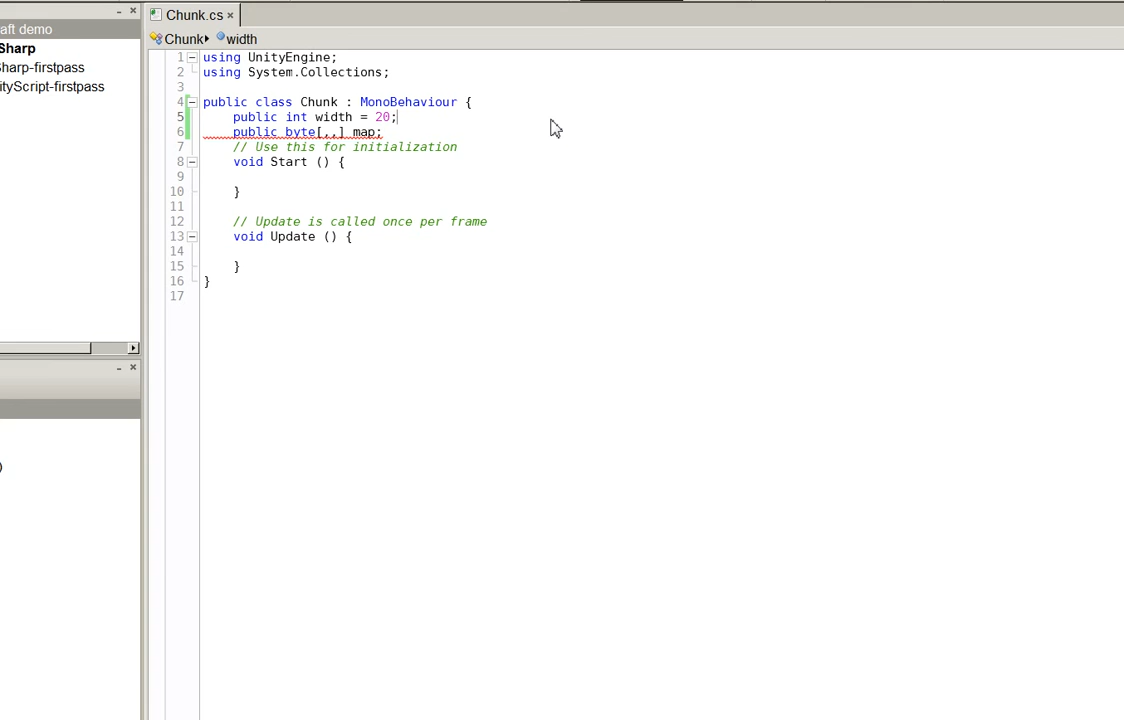 aft demo
Sharp
Sharp-firstpass
ityScript-firstpass
)
Chunk.cs ×
Chunk▸ width
1 using UnityEngine;
2 using System.Collections;
3
4 public class Chunk : MonoBehaviour {
5 public int width = 20;
6 public byte[,,] map;
7 // Use this for initialization
8 void Start () {
9
10 }
11
12 // Update is called once per frame
13 void Update () {
14
15 }
16 }
17